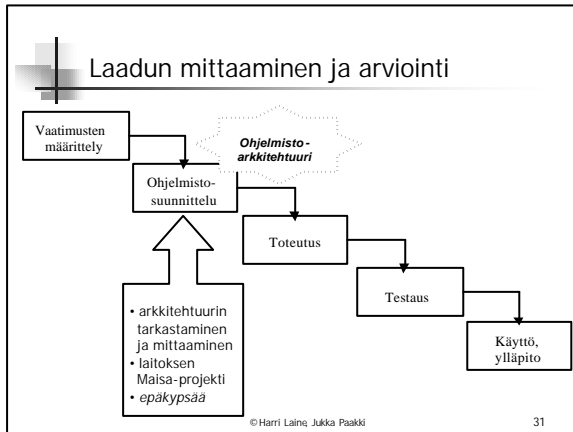 Laadun mittaaminen ja arviointi
Vaatimusten
määrittely
Ohjelmisto-
arkkitehtuuri
Ohjelmisto-
suunnittelu
Toteutus
Testaus
Käyttö,
ylläpito
• arkkitehtuurin
tarkastaminen
ja mittaaminen
• laitoksen
Maisa-projekti
• epäkypsää
© Harri Laine, Jukka Paakki
31